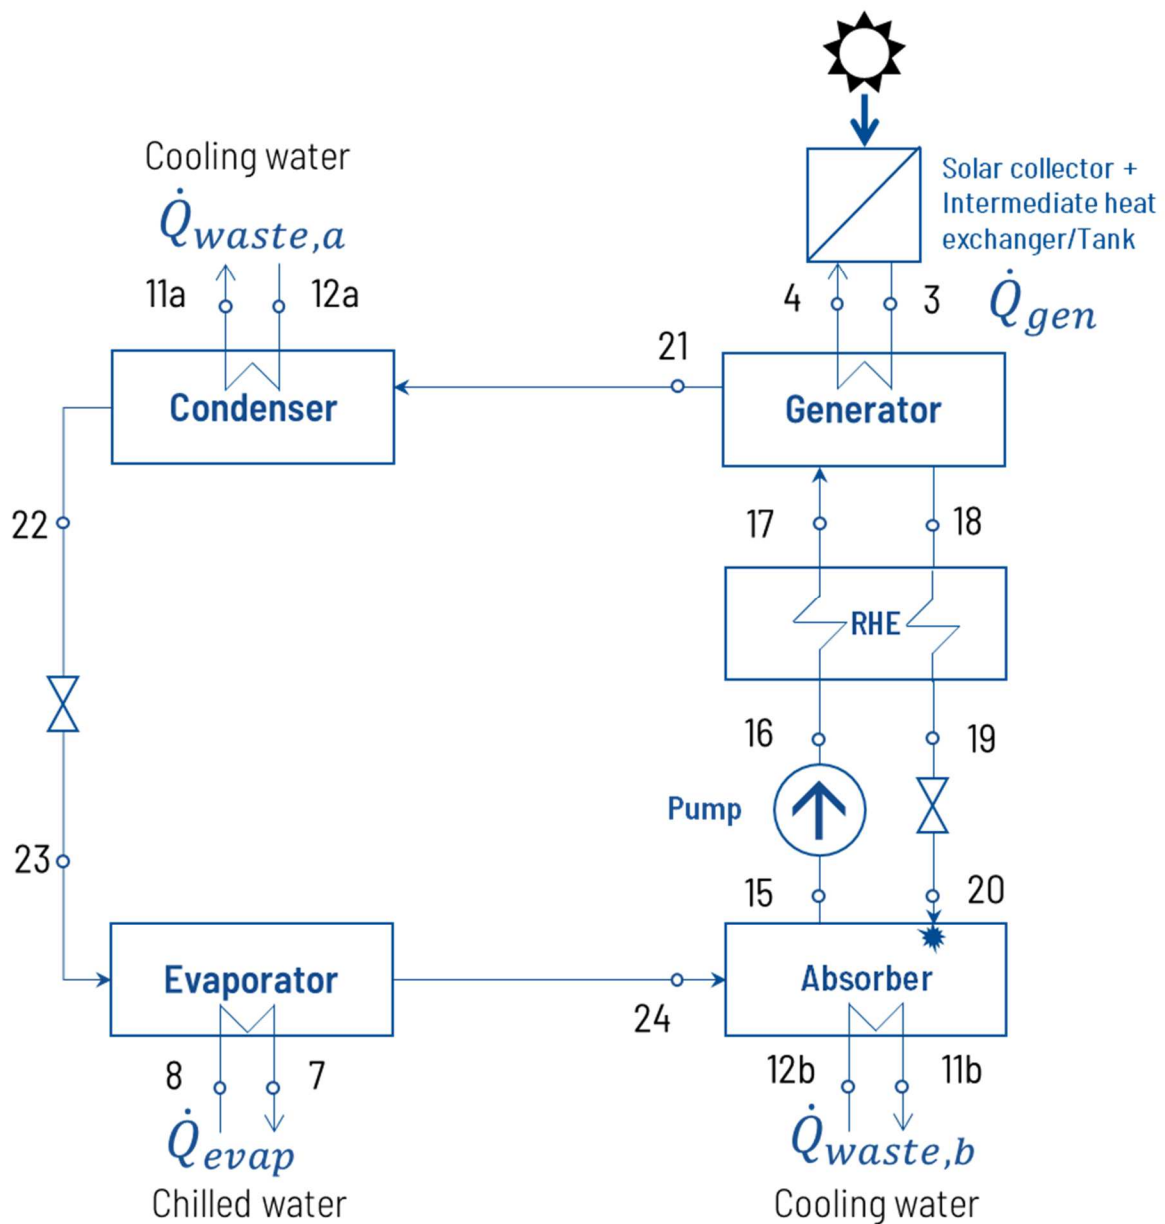 Cooling water
Q̇waste,a
11a
12a
Solar collector +
Intermediate heat
exchanger/Tank
4
3
Q̇gen
21
Condenser
Generator
22
17
18
RHE
16
19
Pump
23
15
20
Evaporator
Absorber
24
8
7
12b
11b
Q̇evap
Q̇waste,b
Chilled water
Cooling water